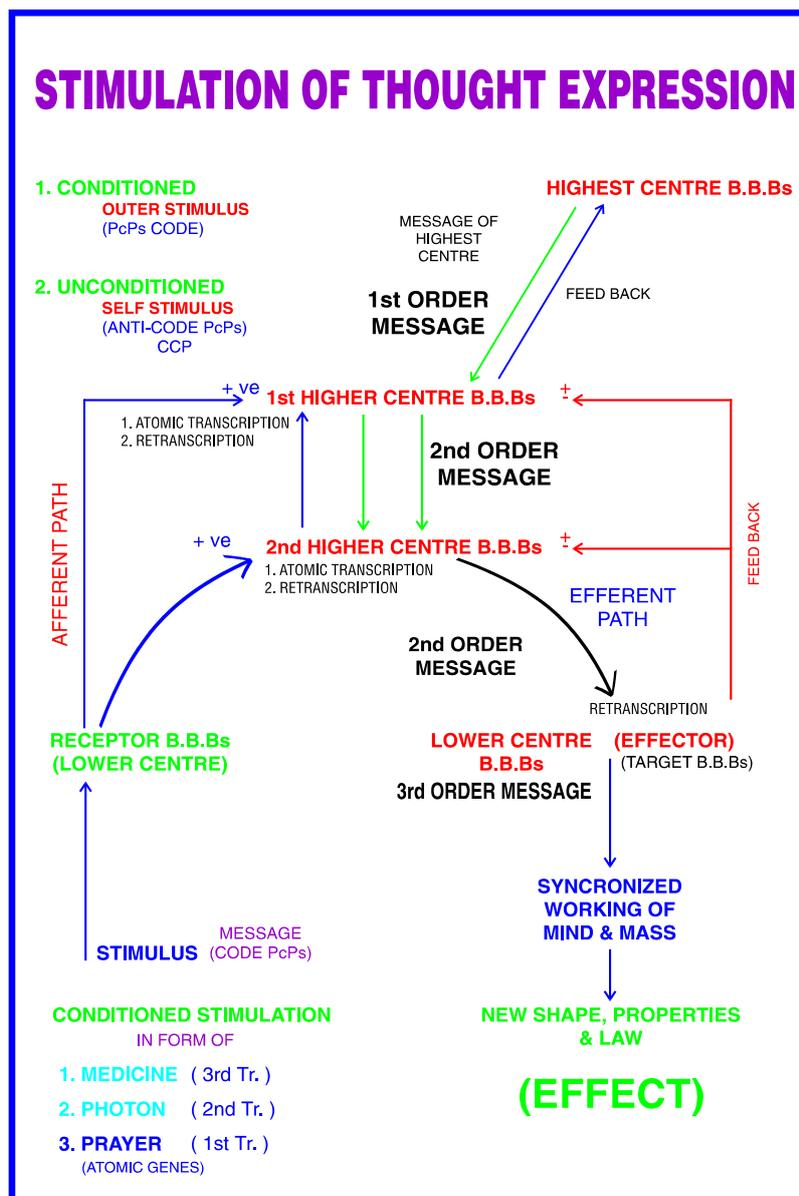 STIMULATION OF THOUGHT EXPRESSION
1. CONDITIONED
OUTER STIMULUS
(PcPs CODE)
2. UNCONDITIONED
SELF STIMULUS
(ANTI-CODE PcPs)
CCP
HIGHEST CENTRE B.B.Bs
MESSAGE OF
HIGHEST
CENTRE
1st ORDER
MESSAGE
FEED BACK
+ ve
1st HIGHER CENTRE B.B.Bs
+
-
1. ATOMIC TRANSCRIPTION
2. RETRANSCRIPTION
2nd ORDER
MESSAGE
AFFERENT PATH
FEED BACK
+ ve
2nd HIGHER CENTRE B.B.Bs
+
-
1. ATOMIC TRANSCRIPTION
2. RETRANSCRIPTION
EFFERENT
PATH
2nd ORDER
MESSAGE
RETRANSCRIPTION
RECEPTOR B.B.Bs
(LOWER CENTRE)
LOWER CENTRE (EFFECTOR)
B.B.Bs (TARGET B.B.Bs)
3rd ORDER MESSAGE
SYNCRONIZED
WORKING OF
MIND & MASS
STIMULUS
MESSAGE
(CODE PcPs)
NEW SHAPE, PROPERTIES
& LAW
(EFFECT)
CONDITIONED STIMULATION
IN FORM OF
1. MEDICINE ( 3rd Tr. )
2. PHOTON ( 2nd Tr. )
3. PRAYER ( 1st Tr. )
(ATOMIC GENES)